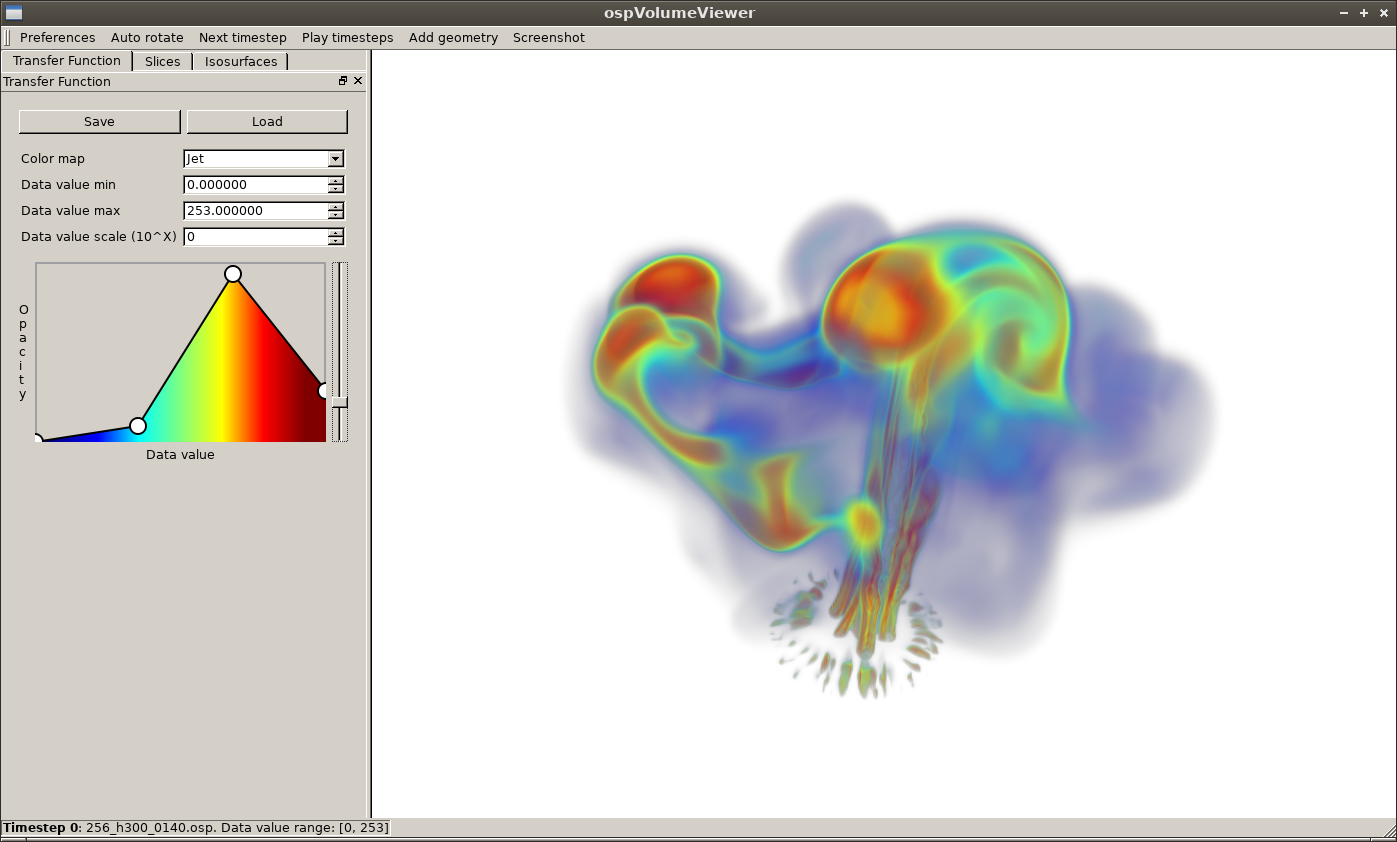 ospVolumeViewer
Preferences Auto rotate Next timestep Play timesteps Add geometry Screenshot
Transfer Function Slices Isosurfaces
Transfer Function
Save Load
Color map Jet
Data value min 0.000000
Data value max 253.000000
Data value scale (10^X) 0
Opacity
Data value
Timestep 0: 256_h300_0140.osp. Data value range: [0, 253]